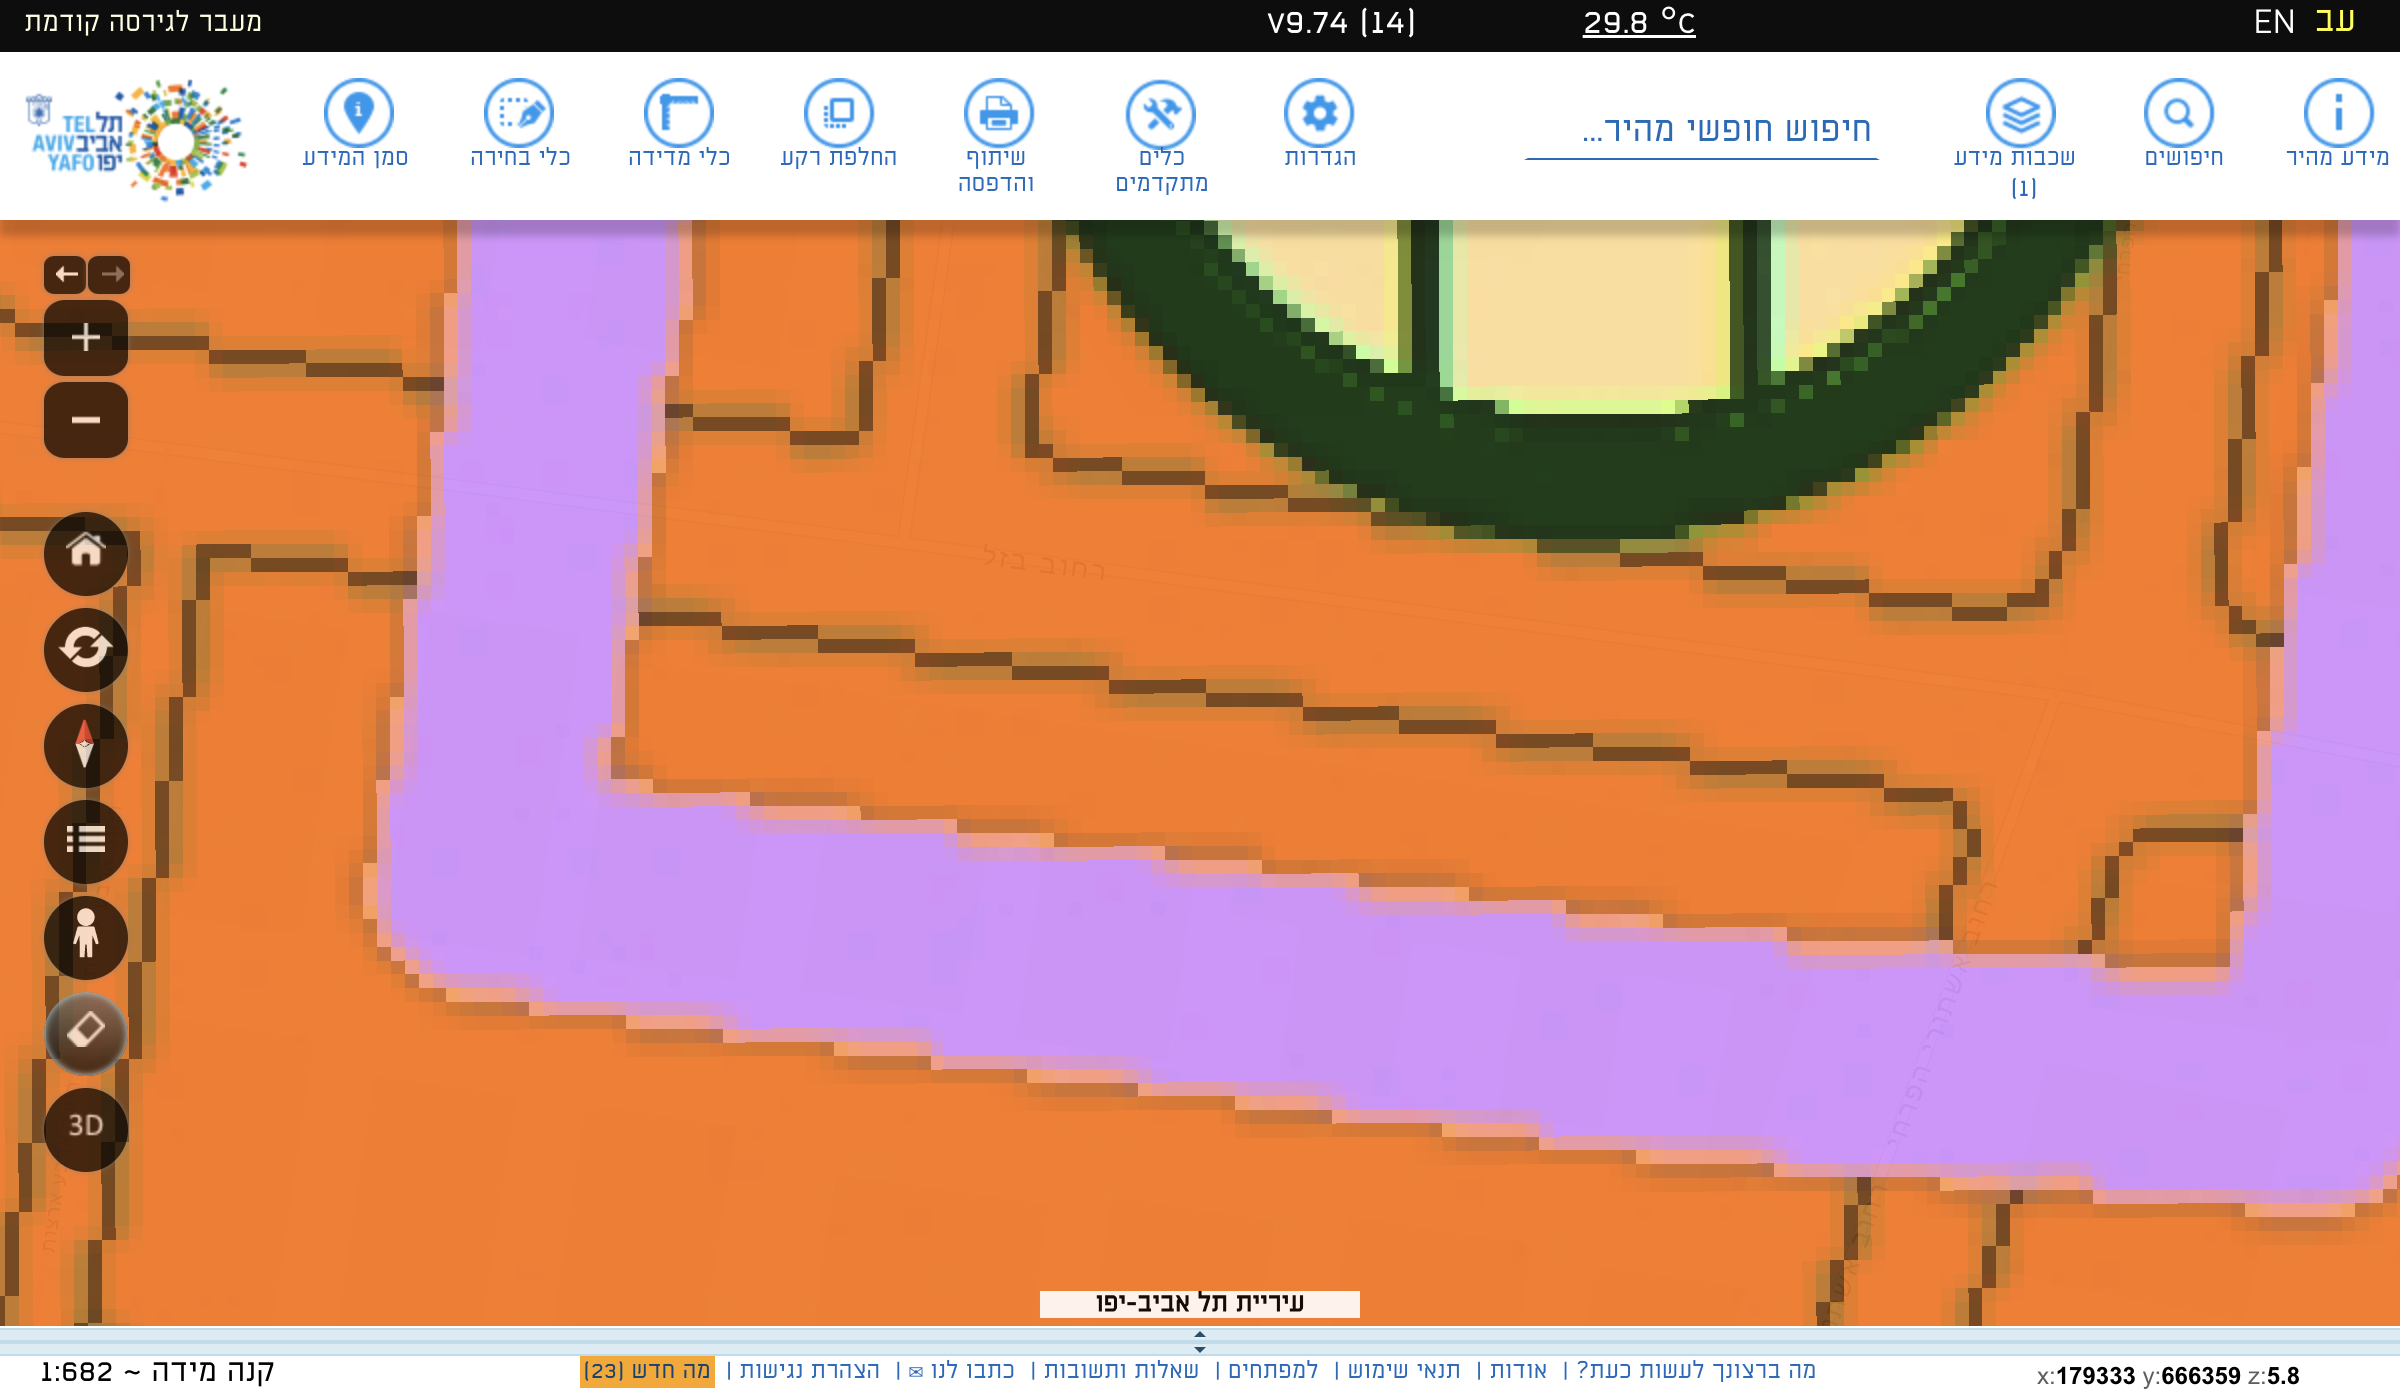 עב EN
29.8 °C
V9.74 (14)
מעבר לגירסה קודמת
מידע מהיר
חיפושים
שכבות מידע
(1)
חיפוש חופשי מהיר...
הגדרות
כלים
מתקדמים
שיתוף
והדפסה
החלפת רקע
כלי מדידה
כלי בחירה
סמן המידע
תל אביב יפו
TEL AVIV YAFO
רחוב בזל
3D
עיריית תל אביב-יפו
x:179333 y:666359 z:5.8
מה ברצונך לעשות כעת? | אודות | תנאי שימוש | למפתחים | שאלות ותשובות | כתבו לנו ✉ | הצהרת נגישות | מה חדש (23)
קנה מידה ~ 1:682